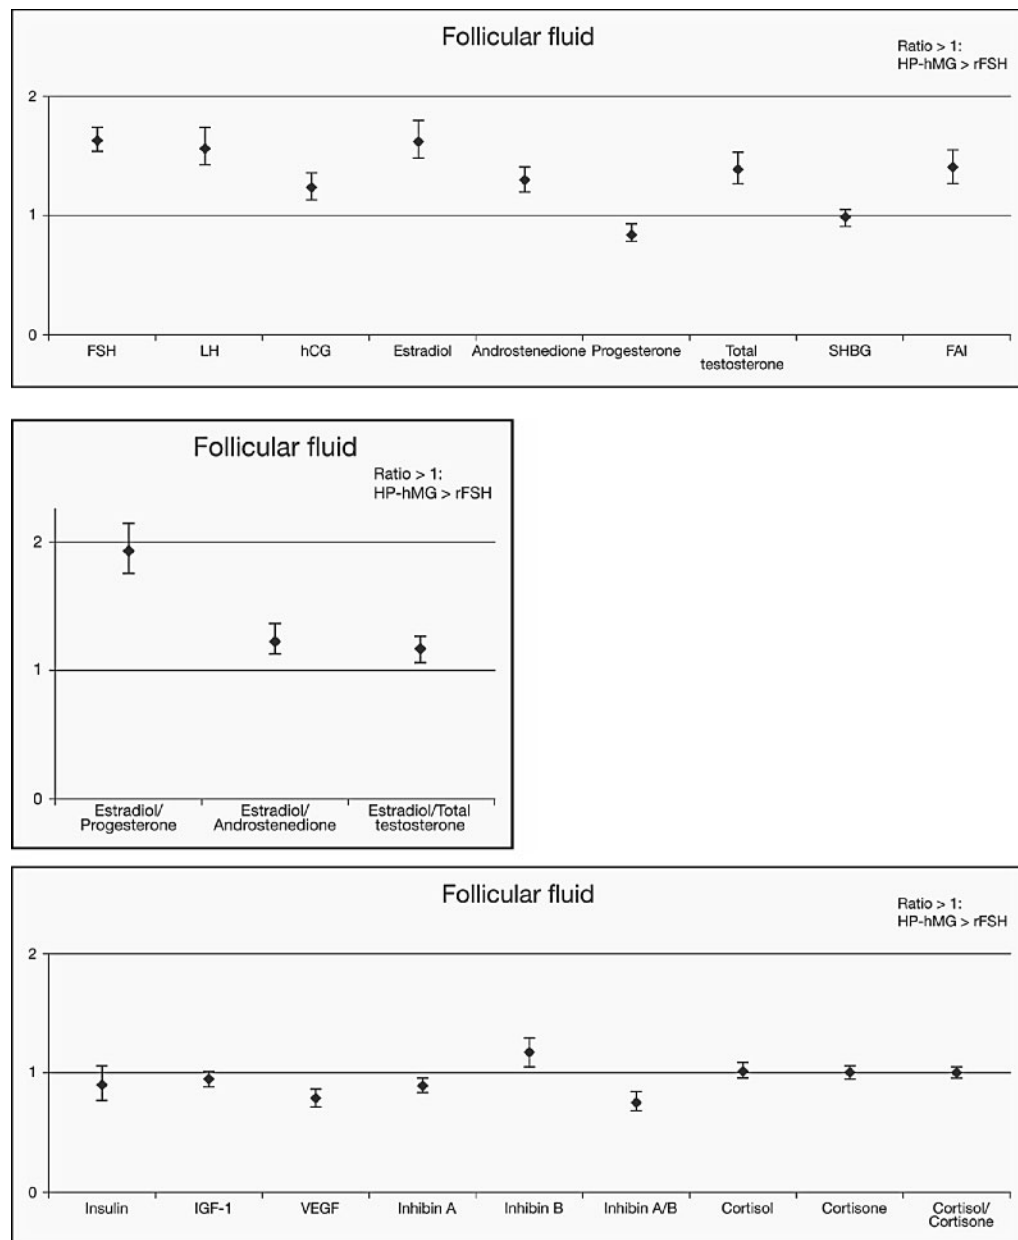 Follicular fluid
Ratio > 1:
HP-hMG > rFSH
2
1
0
FSH LH hCG Estradiol Androstenedione Progesterone Total testosterone SHBG FAI
Follicular fluid
Ratio > 1:
HP-hMG > rFSH
2
1
0
Estradiol/ Estradiol/ Estradiol/Total
Progesterone Androstenedione testosterone
Follicular fluid
Ratio > 1:
HP-hMG > rFSH
2
1
0
Insulin IGF-1 VEGF Inhibin A Inhibin B Inhibin A/B Cortisol Cortisone Cortisol/
Cortisone